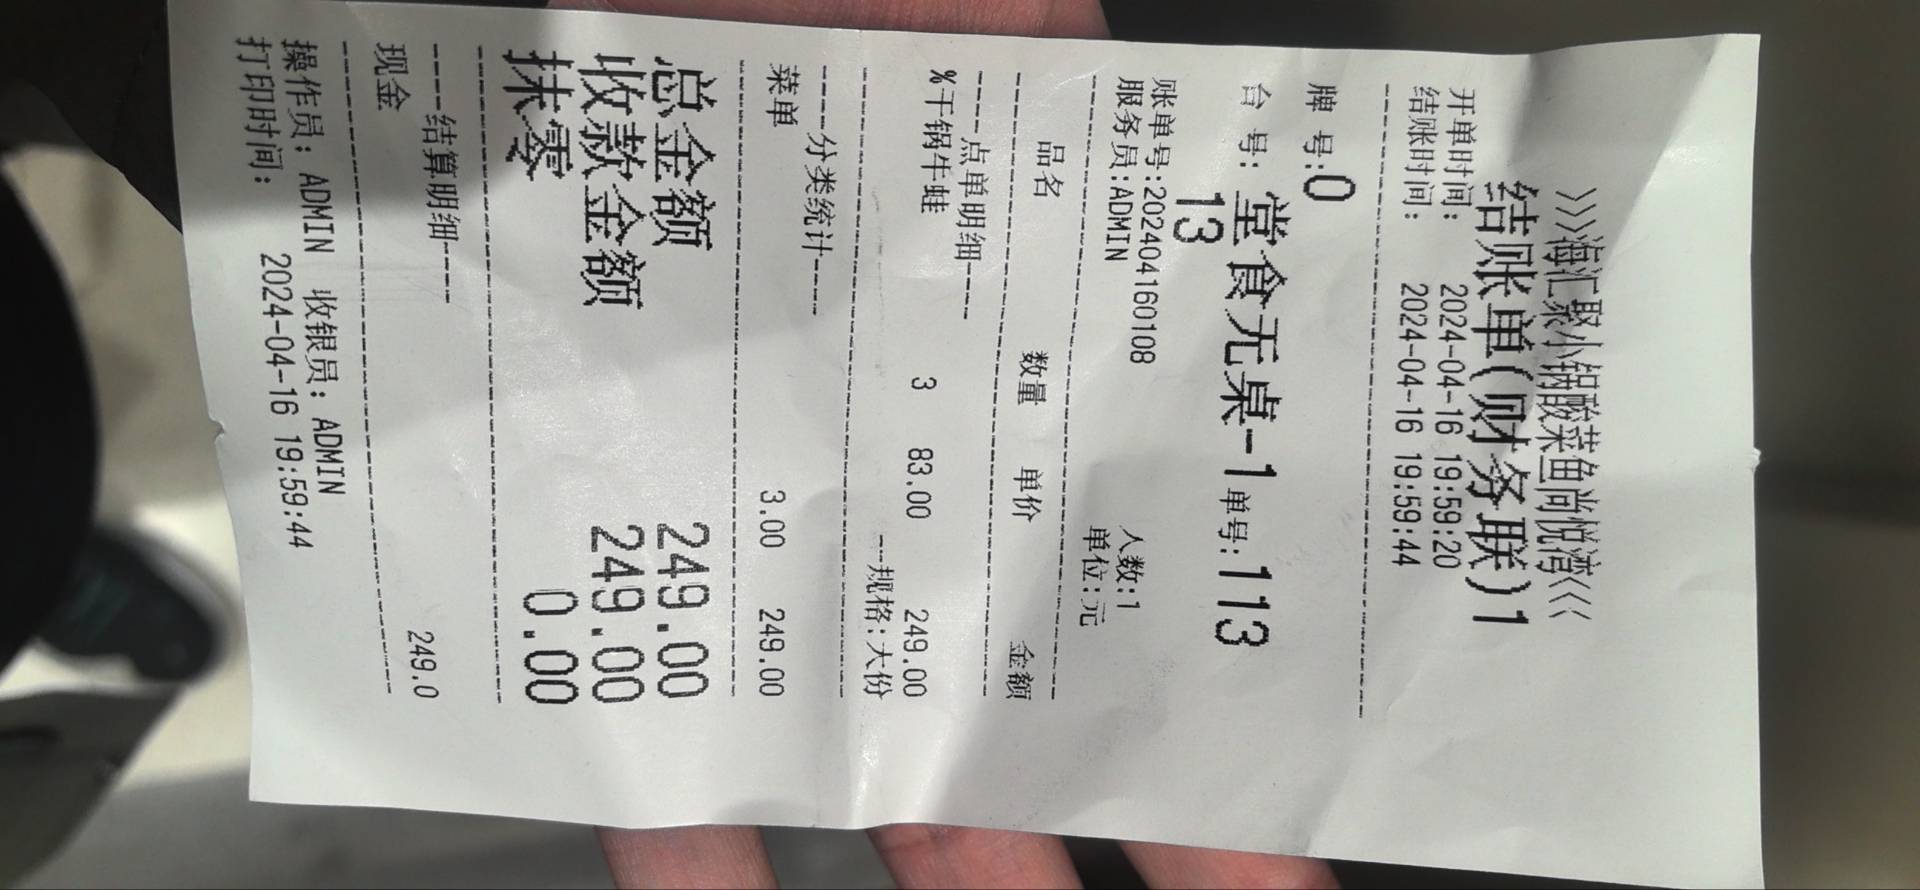 >>>海汇聚小锅酸菜鱼尚悦湾<<<
结账单(财务联)1
开单时间: 2024-04-16 19:59:20
结账时间: 2024-04-16 19:59:44
牌 号:0
台 号: 堂食无桌-1 单号: 113
13
账单号:202404160108 人数:1
服务员:ADMIN 单位:元
品名 数量 单价 金额
----点单明细----
%干锅牛蛙 3 83.00 249.00
--规格:大份
----分类统计----
菜单 3.00 249.00
总金额 249.00
收款金额 249.00
抹零 0.00
----结算明细----
现金 249.0
操作员: ADMIN 收银员: ADMIN
打印时间: 2024-04-16 19:59:44